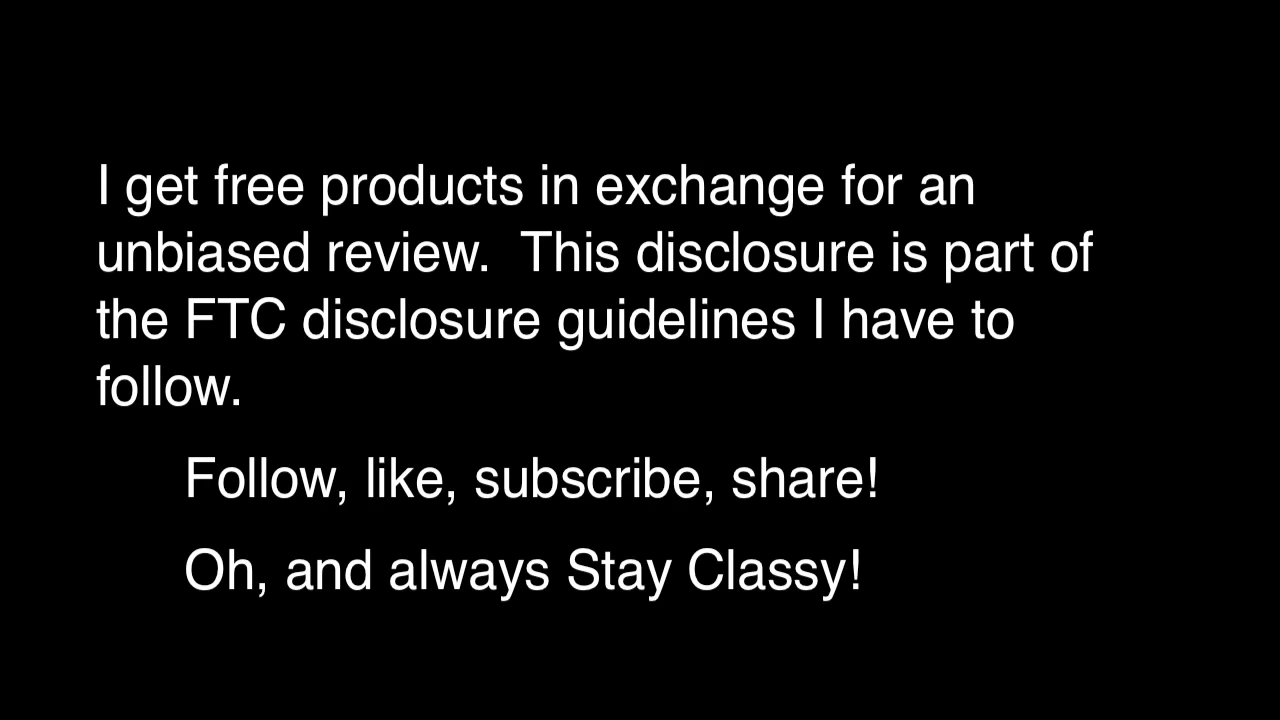 I get free products in exchange for an
unbiased review.  This disclosure is part of
the FTC disclosure guidelines I have to
follow.
Follow, like, subscribe, share!
Oh, and always Stay Classy!